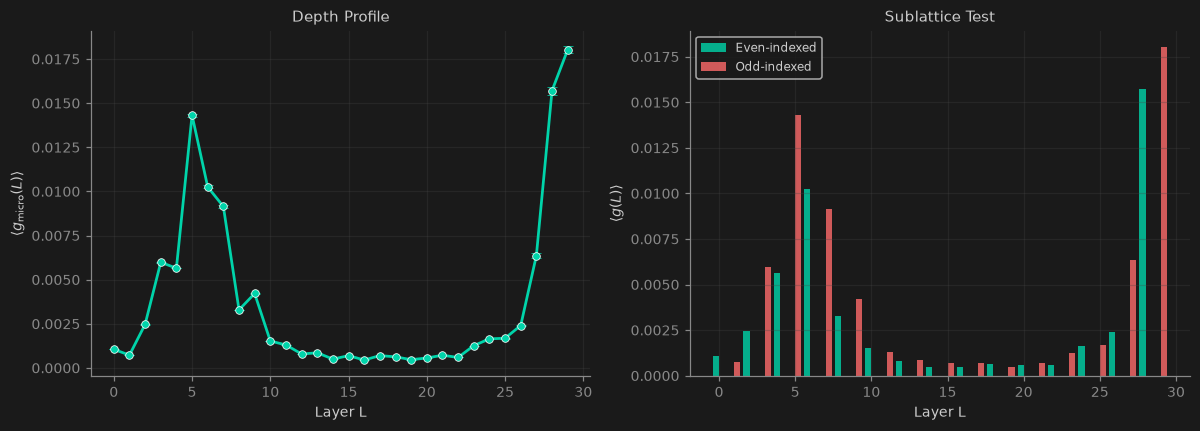 Depth Profile
⟨g_micro(L)⟩
0.0175
0.0150
0.0125
0.0100
0.0075
0.0050
0.0025
0.0000
0 5 10 15 20 25 30
Layer L
Sublattice Test
Even-indexed
Odd-indexed
⟨g(L)⟩
0.0175
0.0150
0.0125
0.0100
0.0075
0.0050
0.0025
0.0000
0 5 10 15 20 25 30
Layer L